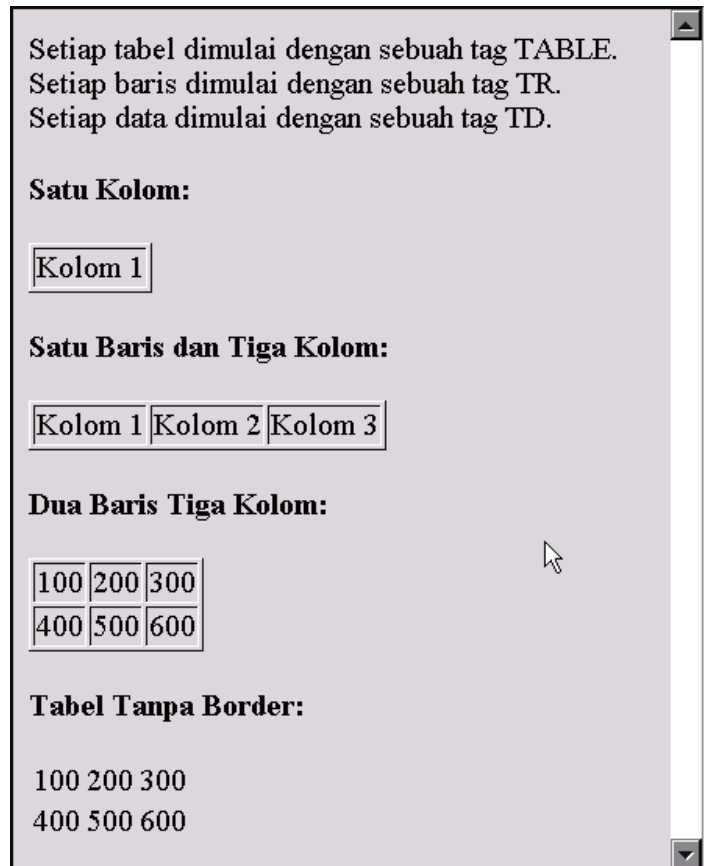 Setiap tabel dimulai dengan sebuah tag TABLE.
Setiap baris dimulai dengan sebuah tag TR.
Setiap data dimulai dengan sebuah tag TD.
Satu Kolom:
Kolom 1
Satu Baris dan Tiga Kolom:
Kolom 1 Kolom 2 Kolom 3
Dua Baris Tiga Kolom:
100 200 300
400 500 600
Tabel Tanpa Border:
100 200 300
400 500 600